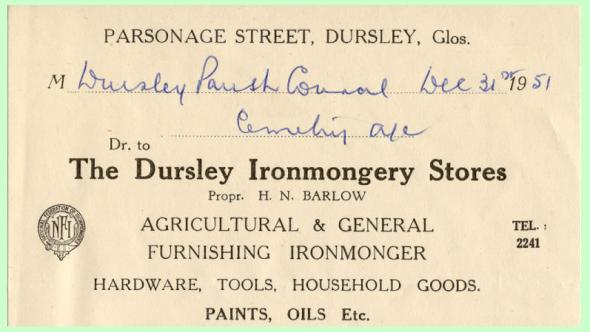 PARSONAGE STREET, DURSLEY, Glos.
M Dursley Parish Council Dec 31st 1951
Cemetery a/c
Dr. to
The Dursley Ironmongery Stores
Propr. H. N. BARLOW
NFI
AGRICULTURAL & GENERAL
TEL. :
2241
FURNISHING IRONMONGER
HARDWARE, TOOLS, HOUSEHOLD GOODS.
PAINTS, OILS Etc.